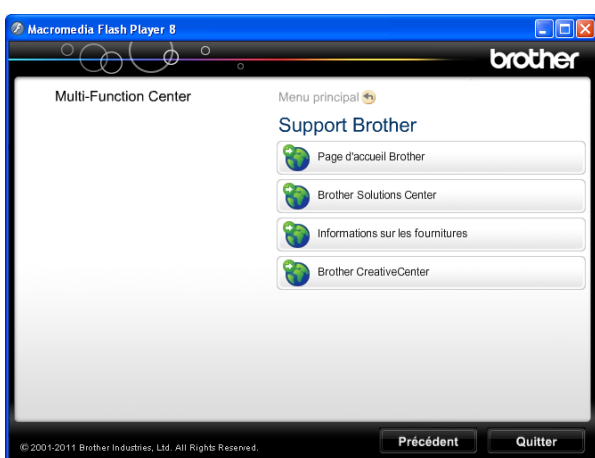 Macromedia Flash Player 8
brother
Multi-Function Center
Menu principal
Support Brother
Page d'accueil Brother
Brother Solutions Center
Informations sur les fournitures
Brother CreativeCenter
© 2001-2011 Brother Industries, Ltd. All Rights Reserved.
Précédent
Quitter